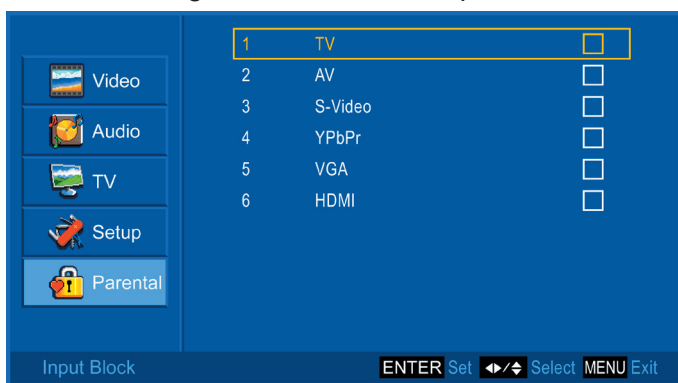 1 TV
2 AV
3 S-Video
4 YPbPr
5 VGA
6 HDMI
Video
Audio
TV
Setup
Parental
Input Block
ENTER Set ◀▶/◆ Select MENU Exit